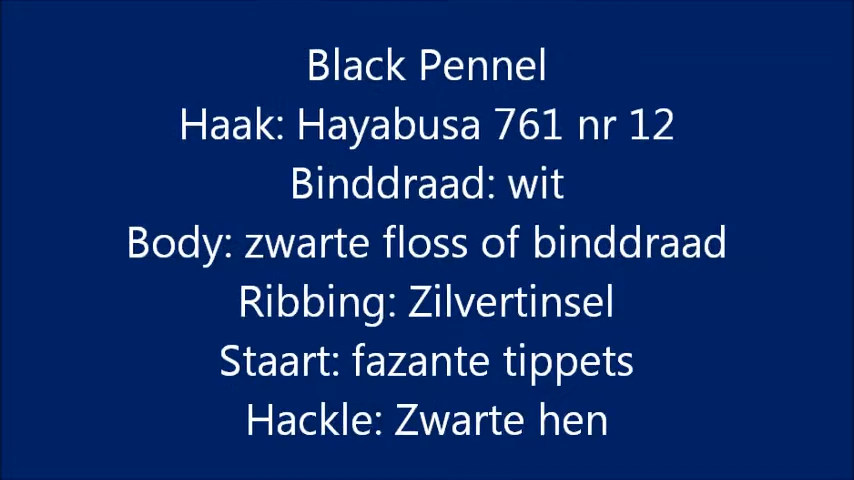 Black Pennel
Haak: Hayabusa 761 nr 12
Binddraad: wit
Body: zwarte floss of binddraad
Ribbing: Zilvertinsel
Staart: fazante tippets
Hackle: Zwarte hen